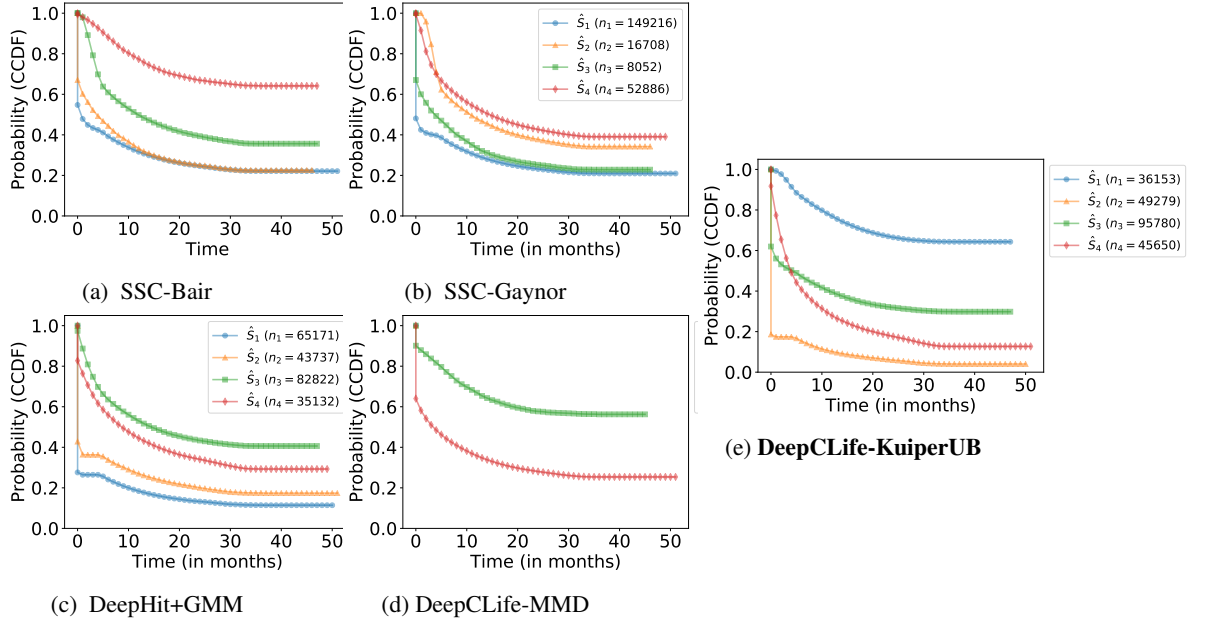 1.0
0.8
0.6
0.4
0.2
0.0
Probability (CCDF)
0 10 20 30 40 50
Time
(a) SSC-Bair
1.0
0.8
0.6
0.4
0.2
0.0
Probability (CCDF)
Ŝ₁ (n₁ = 149216)
Ŝ₂ (n₂ = 16708)
Ŝ₃ (n₃ = 8052)
Ŝ₄ (n₄ = 52886)
0 10 20 30 40 50
Time (in months)
(b) SSC-Gaynor
1.0
0.8
0.6
0.4
0.2
0.0
Probability (CCDF)
Ŝ₁ (n₁ = 65171)
Ŝ₂ (n₂ = 43737)
Ŝ₃ (n₃ = 82822)
Ŝ₄ (n₄ = 35132)
0 10 20 30 40 50
Time (in months)
(c) DeepHit+GMM
1.0
0.8
0.6
0.4
0.2
0.0
Probability (CCDF)
0 10 20 30 40 50
Time (in months)
(d) DeepCLife-MMD
1.0
0.8
0.6
0.4
0.2
0.0
Probability (CCDF)
Ŝ₁ (n₁ = 36153)
Ŝ₂ (n₂ = 49279)
Ŝ₃ (n₃ = 95780)
Ŝ₄ (n₄ = 45650)
0 10 20 30 40 50
Time (in months)
(e) DeepCLife-KuiperUB